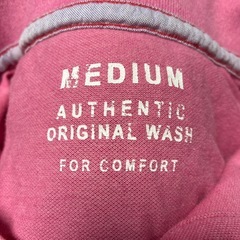 MEDIUM
AUTHENTIC
ORIGINAL WASH
FOR COMFORT